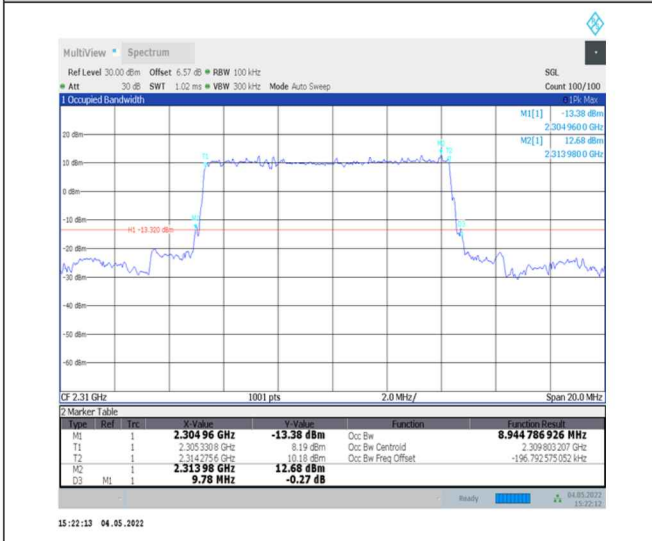 MultiView Spectrum
Ref Level 30.00 dBm Offset 6.57 dB RBW 100 kHz SGL
Att 30 dB SWT 1.02 ms VBW 300 kHz Mode Auto Sweep Count 100/100
1 Occupied Bandwidth 1Pk Max
M1[1] -13.38 dBm
2.304 960 0 GHz
M2[1] 12.68 dBm
2.313 980 0 GHz
20 dBm
10 dBm
0 dBm
-10 dBm
H1 -13.320 dBm
-20 dBm
-30 dBm
-40 dBm
-50 dBm
-60 dBm
CF 2.31 GHz 1001 pts 2.0 MHz/ Span 20.0 MHz
2 Marker Table
Type Ref Trc X-Value Y-Value Function Function Result
M1 1 2.304 96 GHz -13.38 dBm Occ Bw 8.944 786 926 MHz
T1 1 2.305 330 8 GHz 8.19 dBm Occ Bw Centroid 2.309 803 207 GHz
T2 1 2.314 275 6 GHz 10.18 dBm Occ Bw Freq Offset -196.792 575 052 kHz
M2 1 2.313 98 GHz 12.68 dBm
D3 M1 1 9.78 MHz -0.27 dB
Ready 04.05.2022
15:22:12
15:22:13 04.05.2022